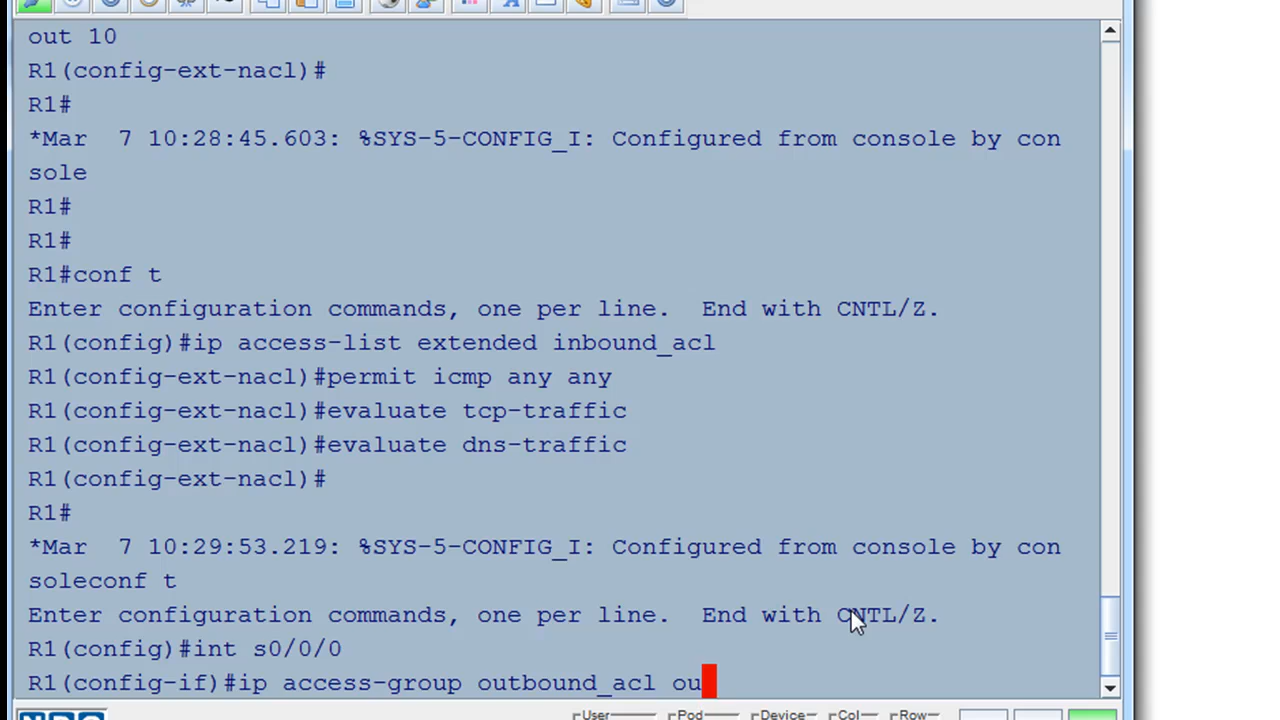 out 10
R1(config-ext-nacl)#
R1#
*Mar  7 10:28:45.603: %SYS-5-CONFIG_I: Configured from console by con
sole
R1#
R1#
R1#conf t
Enter configuration commands, one per line.  End with CNTL/Z.
R1(config)#ip access-list extended inbound_acl
R1(config-ext-nacl)#permit icmp any any
R1(config-ext-nacl)#evaluate tcp-traffic
R1(config-ext-nacl)#evaluate dns-traffic
R1(config-ext-nacl)#
R1#
*Mar  7 10:29:53.219: %SYS-5-CONFIG_I: Configured from console by con
soleconf t
Enter configuration commands, one per line.  End with CNTL/Z.
R1(config)#int s0/0/0
R1(config-if)#ip access-group outbound_acl ou
User Pod Device Col Row